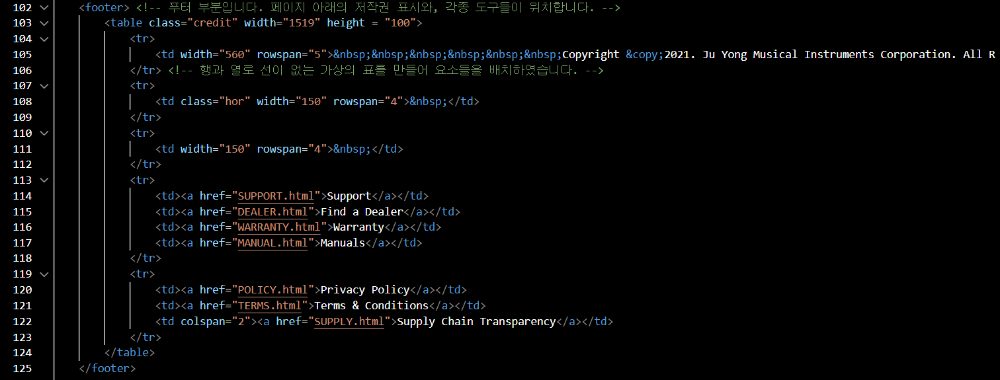 102 <footer> <!-- 푸터 부분입니다. 페이지 아래의 저작권 표시와, 각종 도구들이 위치합니다. -->
103 <table class="credit" width="1519" height = "100">
104 <tr>
105 <td width="560" rowspan="5">&nbsp;&nbsp;&nbsp;&nbsp;&nbsp;&nbsp;Copyright &copy;2021. Ju Yong Musical Instruments Corporation. All R
106 </tr> <!-- 행과 열로 선이 없는 가상의 표를 만들어 요소들을 배치하였습니다. -->
107 <tr>
108 <td class="hor" width="150" rowspan="4">&nbsp;</td>
109 </tr>
110 <tr>
111 <td width="150" rowspan="4">&nbsp;</td>
112 </tr>
113 <tr>
114 <td><a href="SUPPORT.html">Support</a></td>
115 <td><a href="DEALER.html">Find a Dealer</a></td>
116 <td><a href="WARRANTY.html">Warranty</a></td>
117 <td><a href="MANUAL.html">Manuals</a></td>
118 </tr>
119 <tr>
120 <td><a href="POLICY.html">Privacy Policy</a></td>
121 <td><a href="TERMS.html">Terms & Conditions</a></td>
122 <td colspan="2"><a href="SUPPLY.html">Supply Chain Transparency</a></td>
123 </tr>
124 </table>
125 </footer>